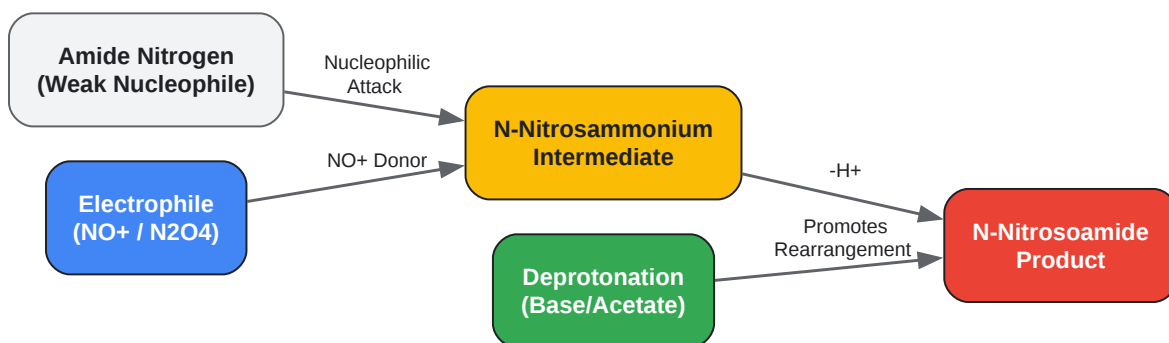 Amide Nitrogen
(Weak Nucleophile)
Nucleophilic
Attack
N-Nitrosammonium
Intermediate
NO+ Donor
Electrophile
(NO+ / N2O4)
-H+
Promotes
Rearrangement
N-Nitrosoamide
Product
Deprotonation
(Base/Acetate)